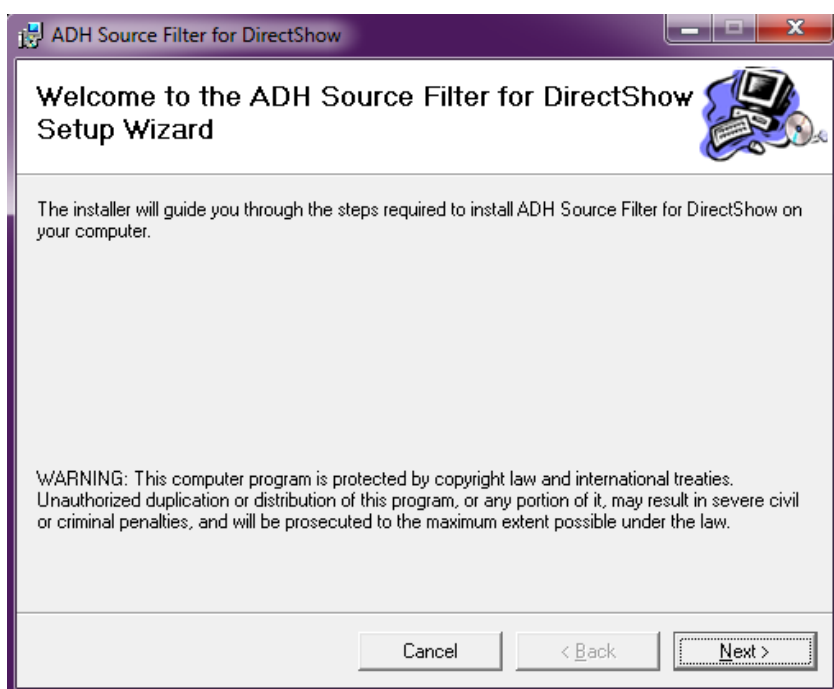 ADH Source Filter for DirectShow
Welcome to the ADH Source Filter for DirectShow
Setup Wizard
The installer will guide you through the steps required to install ADH Source Filter for DirectShow on
your computer.
WARNING: This computer program is protected by copyright law and international treaties.
Unauthorized duplication or distribution of this program, or any portion of it, may result in severe civil
or criminal penalties, and will be prosecuted to the maximum extent possible under the law.
Cancel < Back Next >